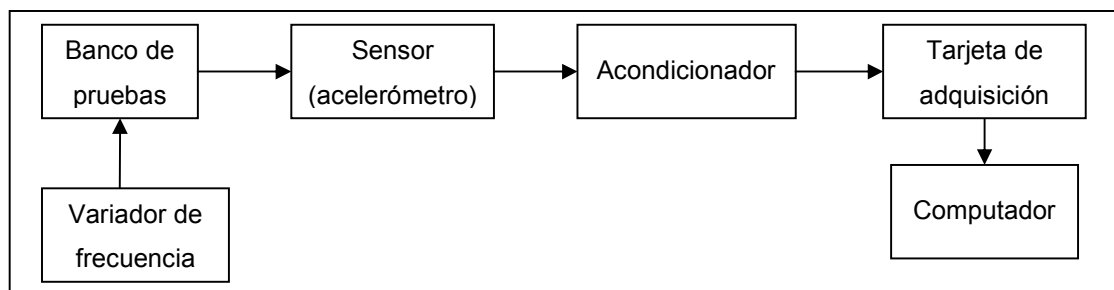 Banco de
pruebas
Sensor
(acelerómetro)
Acondicionador
Tarjeta de
adquisición
Variador de
frecuencia
Computador